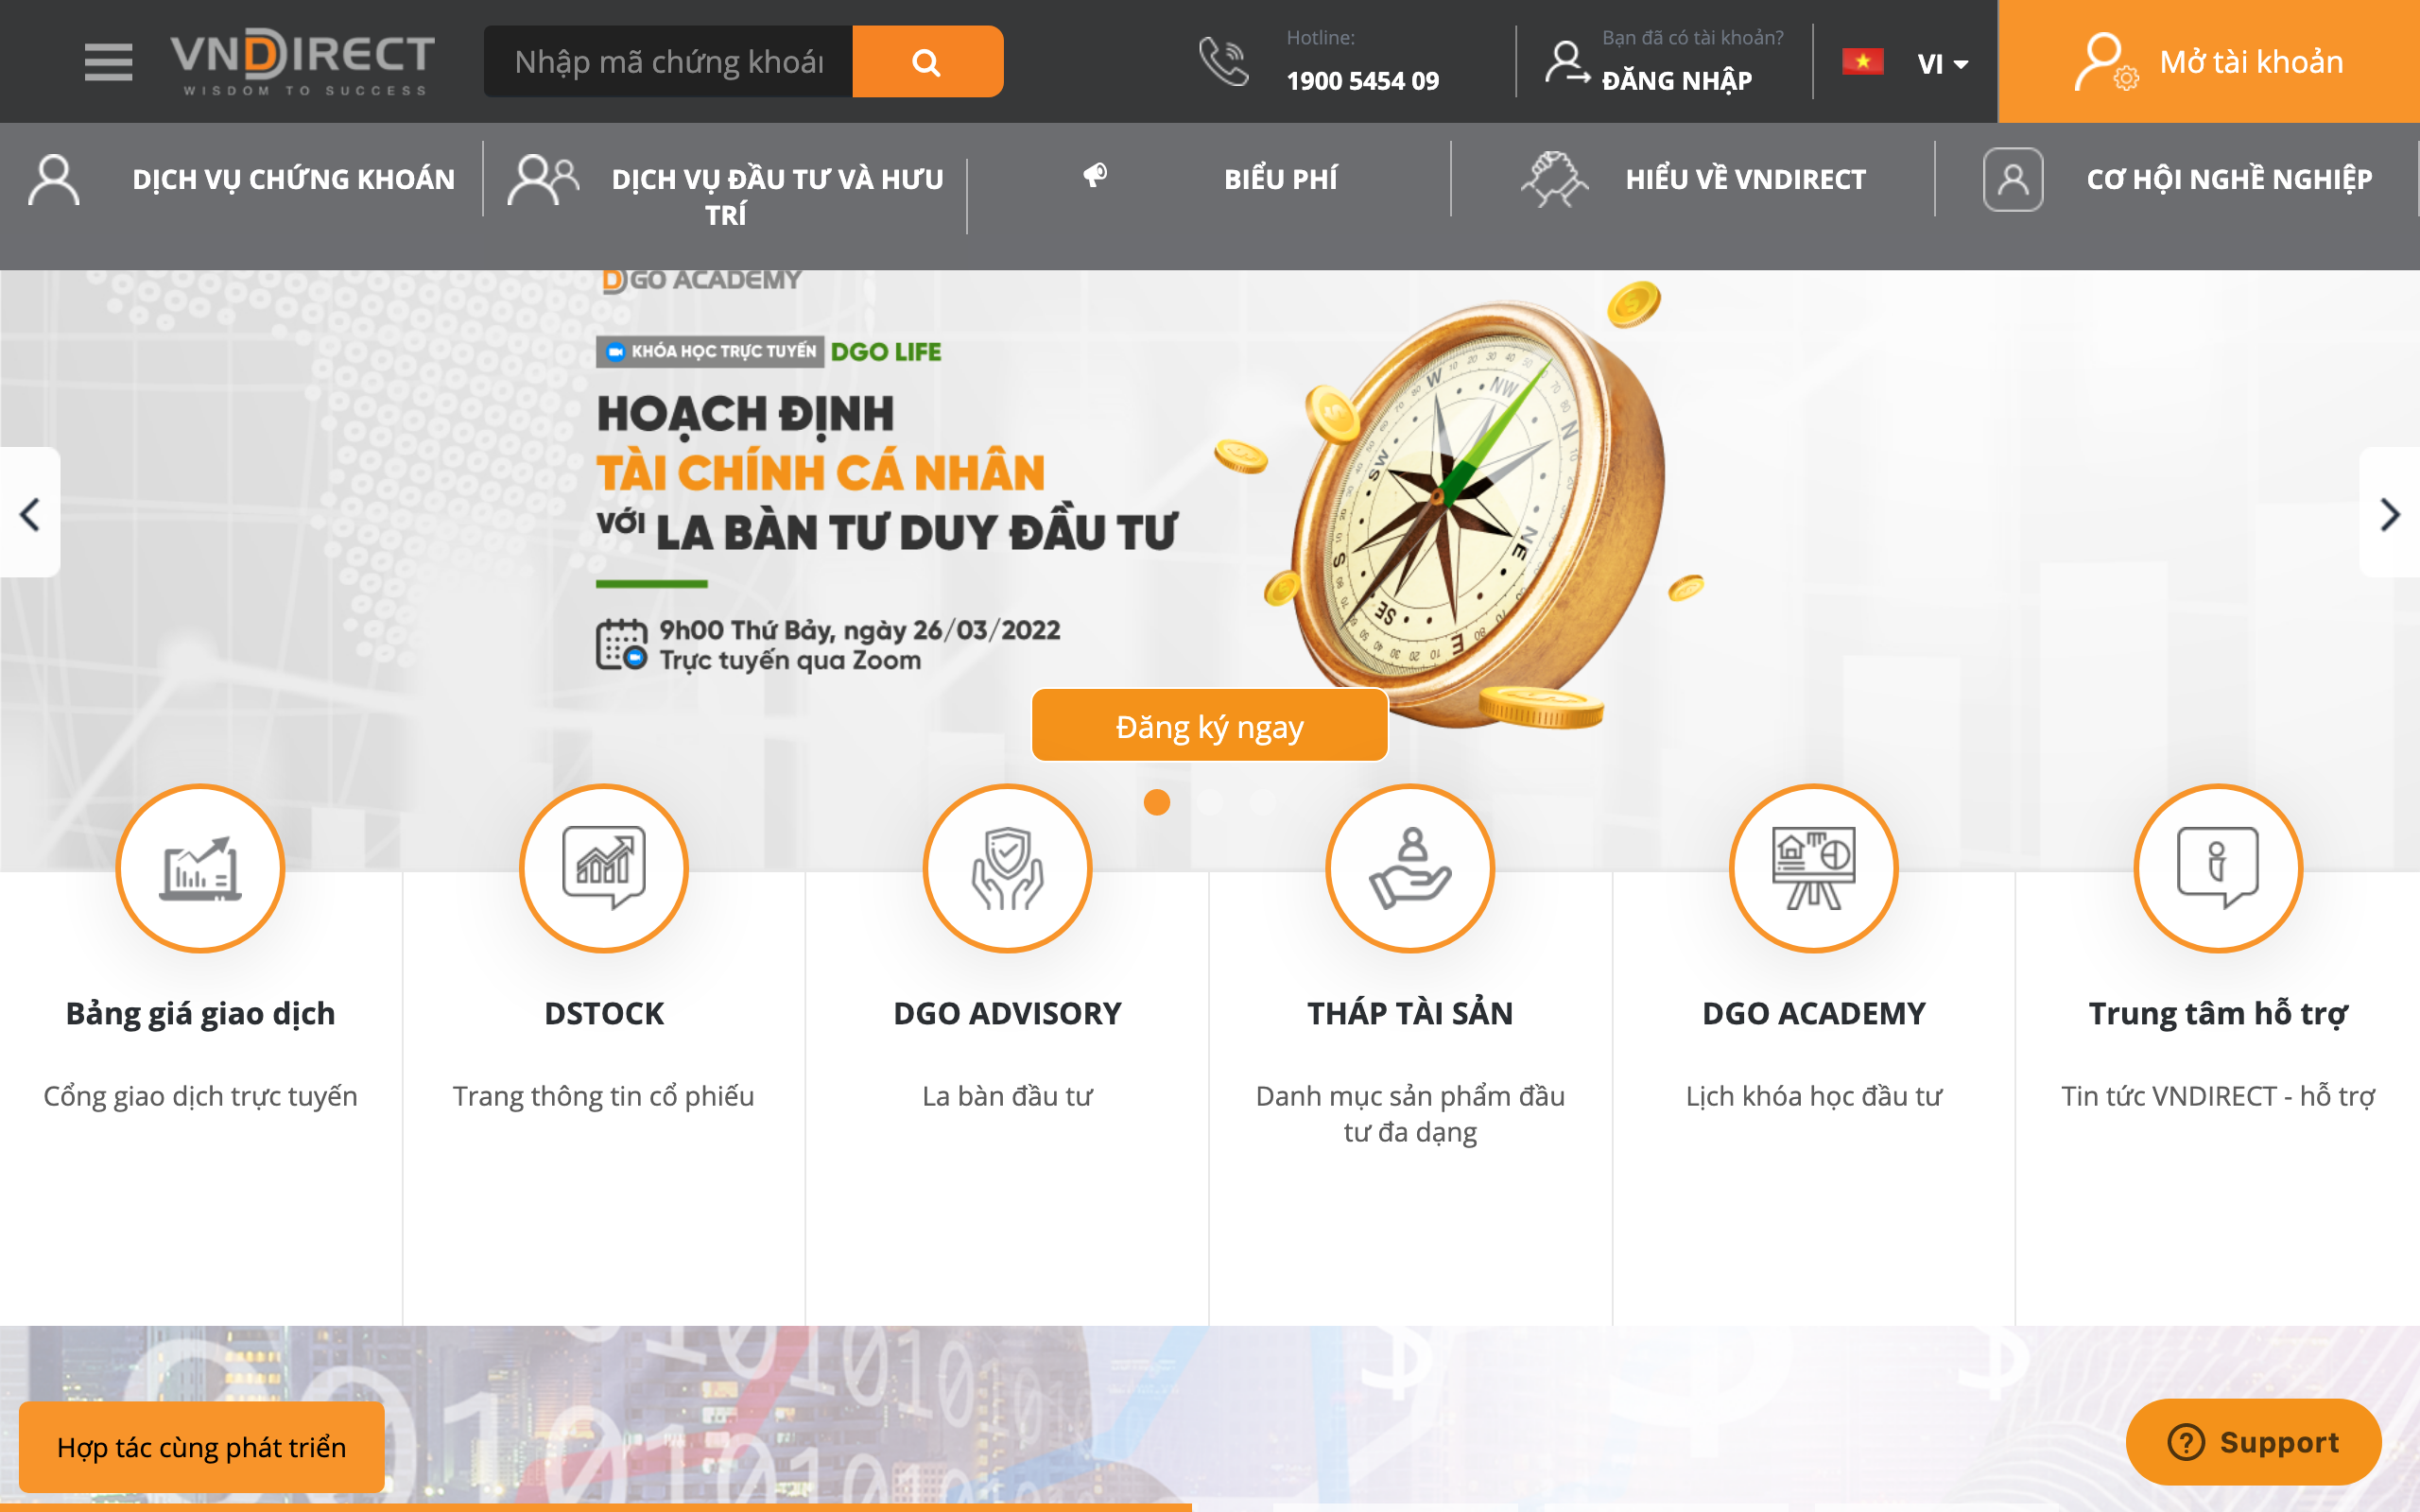 VNDIRECT
WISDOM TO SUCCESS
Nhập mã chứng khoán
Hotline:
1900 5454 09
Bạn đã có tài khoản?
ĐĂNG NHẬP
VI
Mở tài khoản
DỊCH VỤ CHỨNG KHOÁN
DỊCH VỤ ĐẦU TƯ VÀ HƯU
TRÍ
BIỂU PHÍ
HIỂU VỀ VNDIRECT
CƠ HỘI NGHỀ NGHIỆP
DGO ACADEMY
KHÓA HỌC TRỰC TUYẾN DGO LIFE
HOẠCH ĐỊNH
TÀI CHÍNH CÁ NHÂN
VỚI LA BÀN TƯ DUY ĐẦU TƯ
9h00 Thứ Bảy, ngày 26/03/2022
Trực tuyến qua Zoom
Đăng ký ngay
Bảng giá giao dịch
Cổng giao dịch trực tuyến
DSTOCK
Trang thông tin cổ phiếu
DGO ADVISORY
La bàn đầu tư
THÁP TÀI SẢN
Danh mục sản phẩm đầu
tư đa dạng
DGO ACADEMY
Lịch khóa học đầu tư
Trung tâm hỗ trợ
Tin tức VNDIRECT - hỗ trợ
Hợp tác cùng phát triển
Support